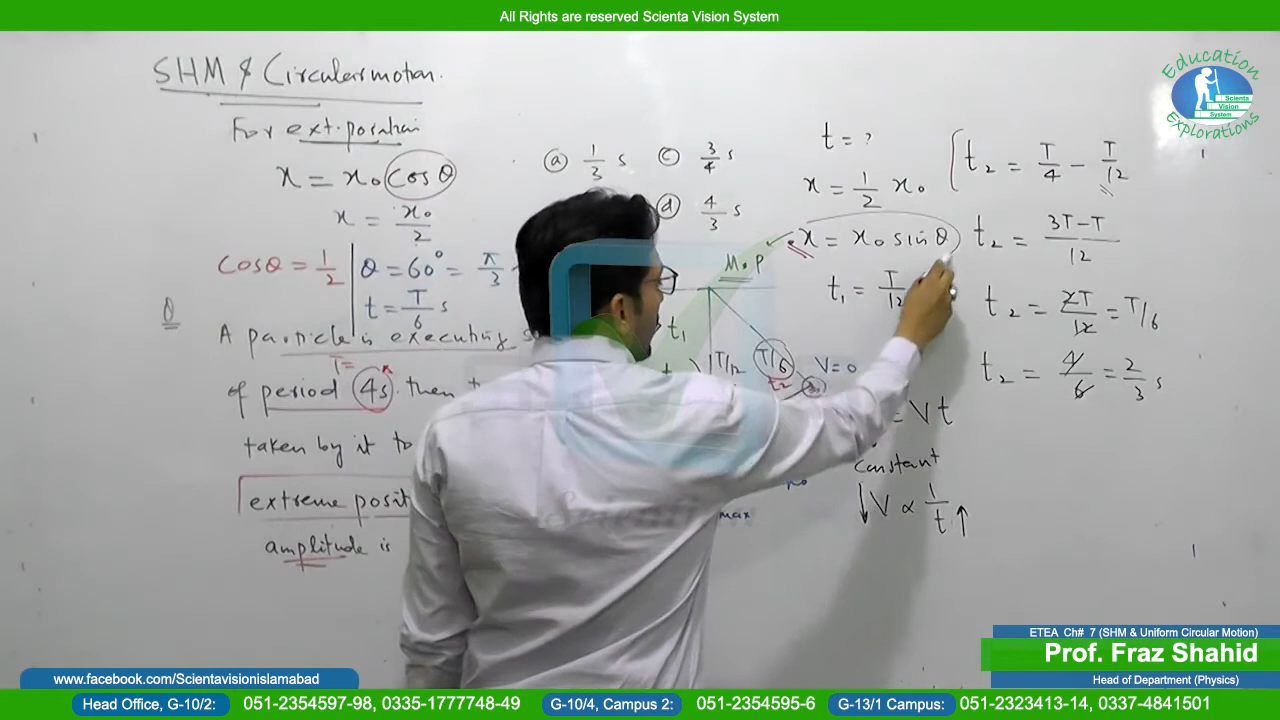 All Rights are reserved Scienta Vision System
SHM & Circular motion.
For ext. position
x = x₀ cos θ
x = x₀/2
cosθ = 1/2
θ = 60° = π/3
t = T/6 s
Q
A particle is executing
T =
of period 4s. then
taken by it to
extreme posit
amplitude is
ⓐ 1/3 s
ⓒ 3/4 s
ⓓ 4/3 s
M.P
t₁
T/12
T/6
t₂
V=0
max
t = ?
x = 1/2 x₀
x = x₀ sin θ
t₁ = T/12
= Vt
constant
↓V ∝ 1/t ↑
t₂ = T/4 - T/12
t₂ = 3T-T/12
t₂ = 2T/12 = T/6
t₂ = 4/6 = 2/3 s
Education
Scienta
Vision
System
Explorations
ETEA Ch# 7 (SHM & Uniform Circular Motion)
Prof. Fraz Shahid
Head of Department (Physics)
www.facebook.com/Scientavisionislamabad
Head Office, G-10/2: 051-2354597-98, 0335-1777748-49 G-10/4, Campus 2: 051-2354595-6 G-13/1 Campus: 051-2323413-14, 0337-4841501